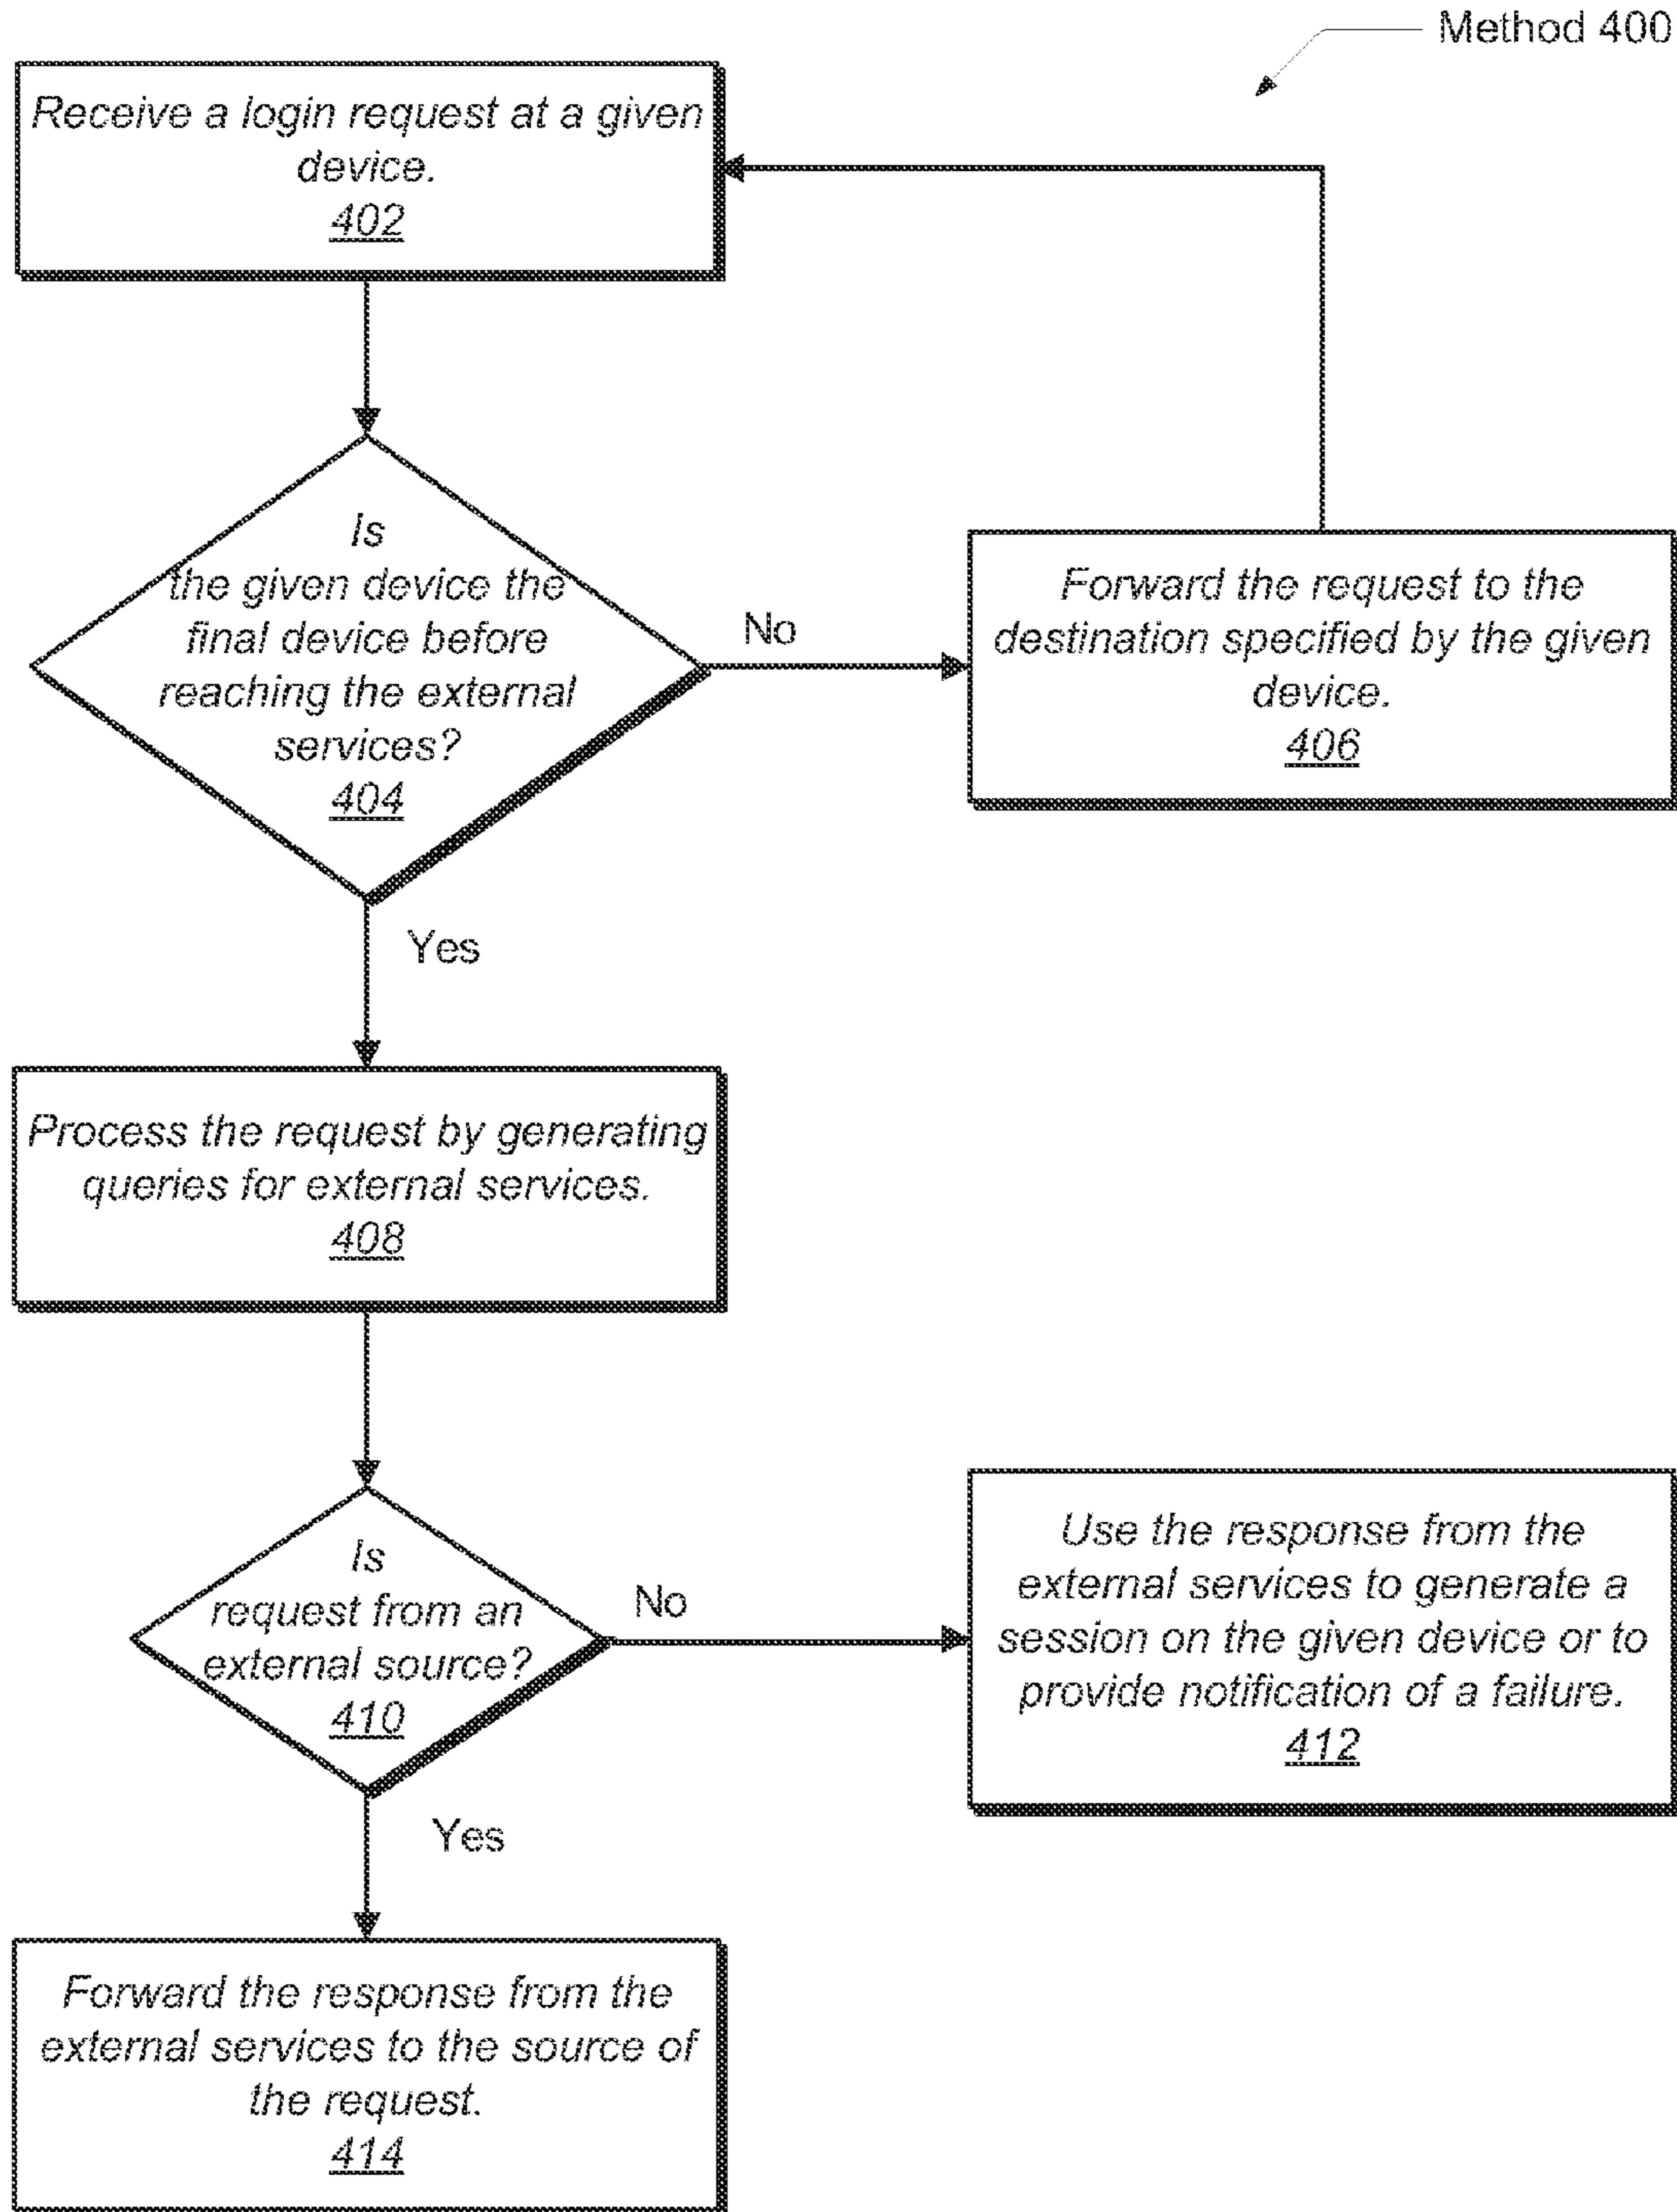 Method 400
Receive a login request at a given
device.
402
Is
the given device the
final device before
reaching the external
services?
404
No
Forward the request to the
destination specified by the given
device.
406
Yes
Process the request by generating
queries for external services.
408
Is
request from an
external source?
410
No
Use the response from the
external services to generate a
session on the given device or to
provide notification of a failure.
412
Yes
Forward the response from the
external services to the source of
the request.
414